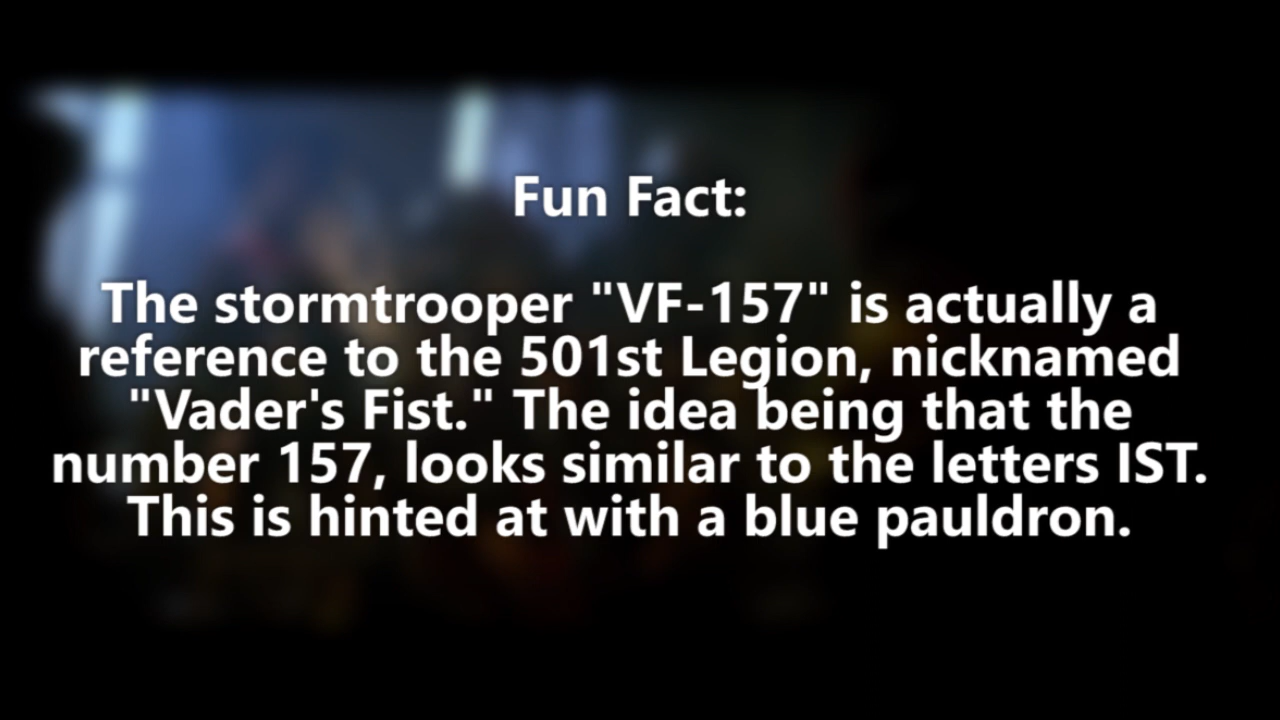 Fun Fact:
The stormtrooper "VF-157" is actually a
reference to the 501st Legion, nicknamed
"Vader's Fist." The idea being that the
number 157, looks similar to the letters IST.
This is hinted at with a blue pauldron.